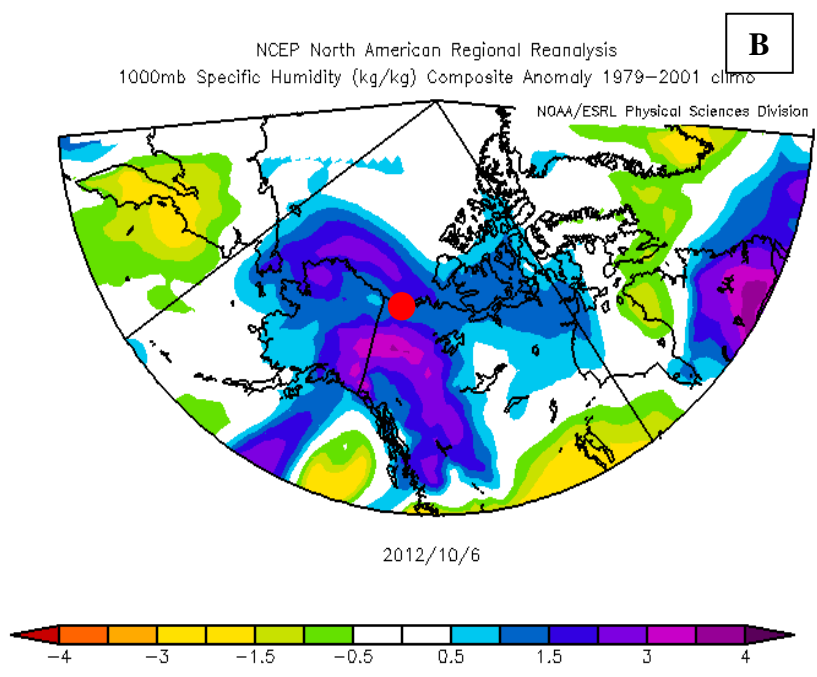 B
NCEP North American Regional Reanalysis
1000mb Specific Humidity (kg/kg) Composite Anomaly 1979-2001 climo
NOAA/ESRL Physical Sciences Division
2012/10/6
-4 -3 -1.5 -0.5 0.5 1.5 3 4